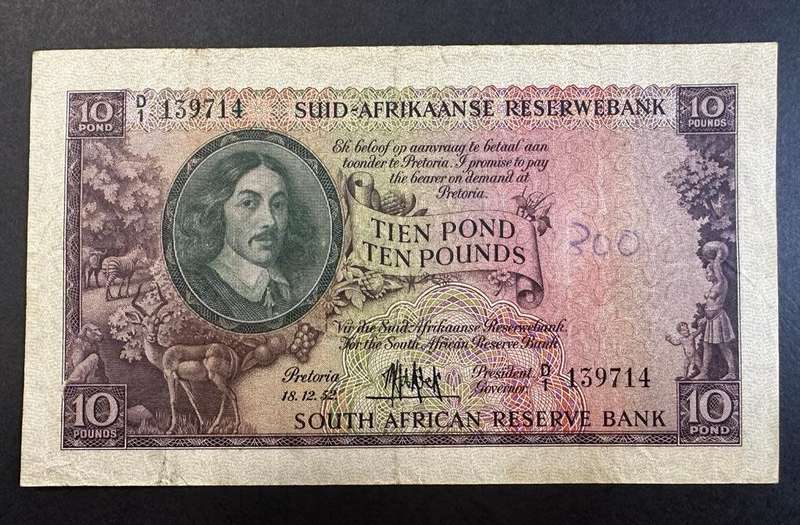 10
POND
D/1 139714
SUID-AFRIKAANSE RESERWEBANK
10
POUNDS
Ek beloof op aanvraag te betaal aan
toonder te Pretoria. I promise to pay
the bearer on demand at
Pretoria.
TIEN POND
TEN POUNDS
300
Vir die Suid-Afrikaanse Reserwebank.
For the South African Reserve Bank
Pretoria
18.12.52
President
Governor
D/1 139714
10
POUNDS
SOUTH AFRICAN RESERVE BANK
10
POND